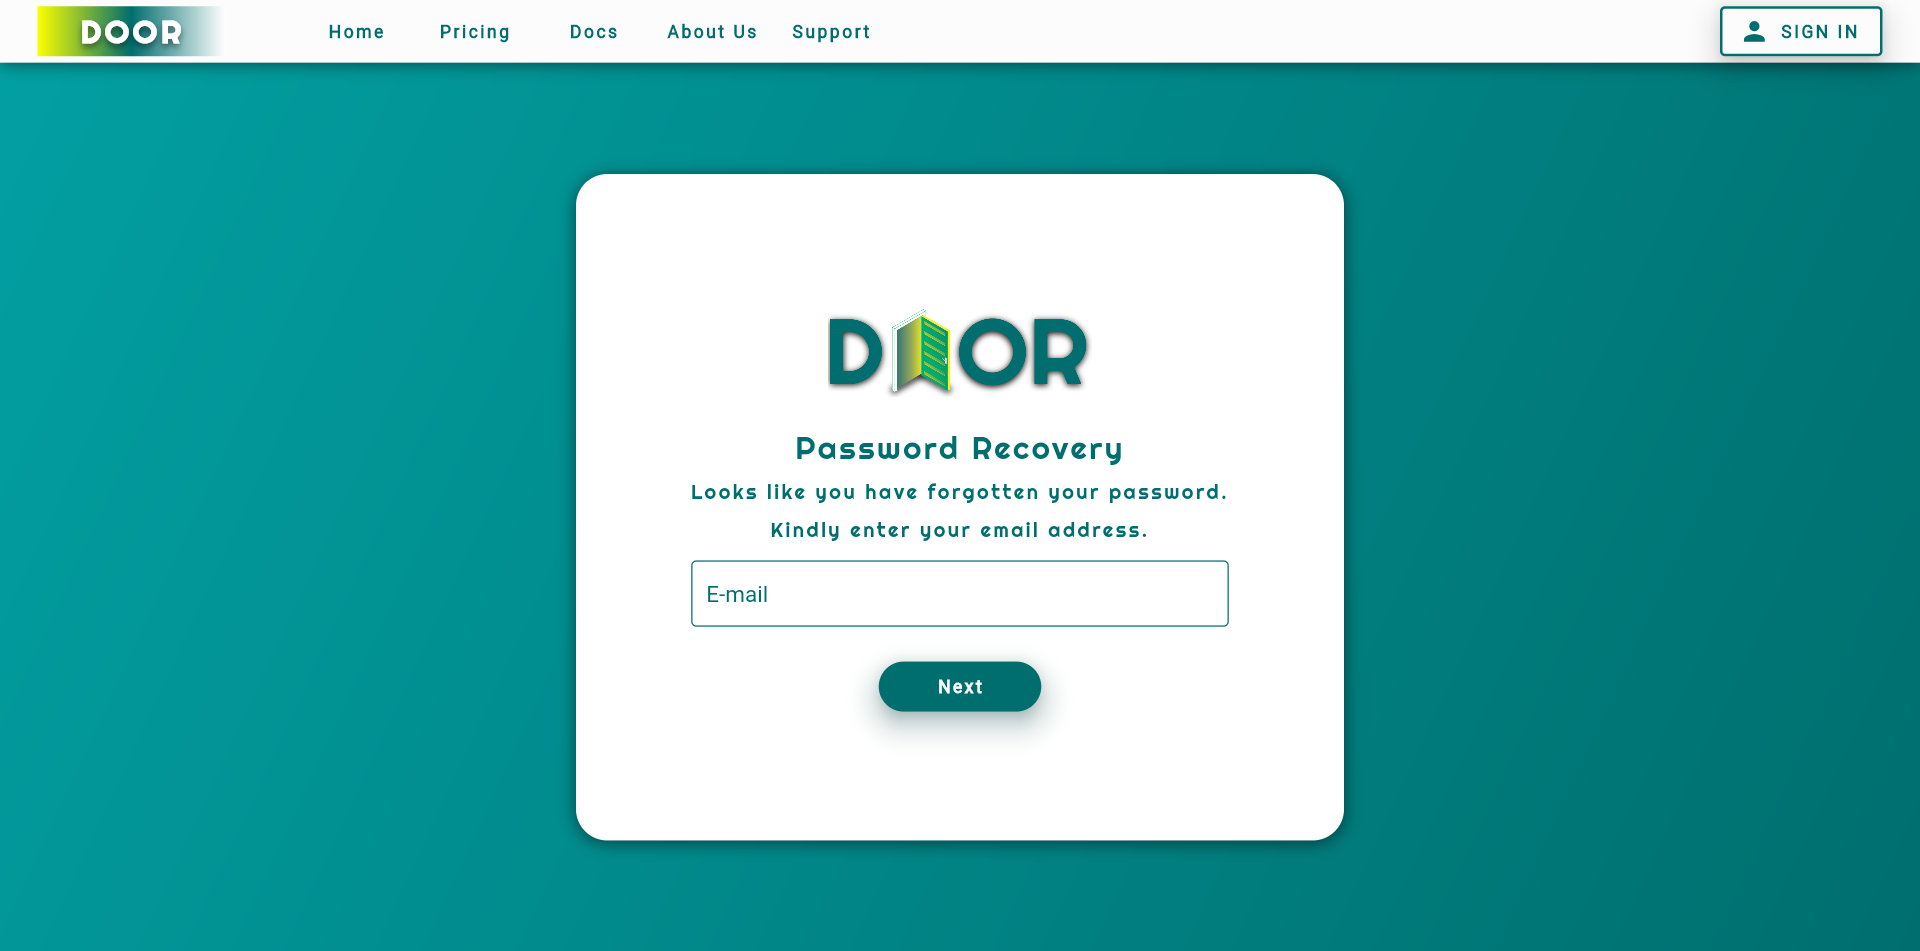 DOOR Home Pricing Docs About Us Support SIGN IN
DOOR
Password Recovery
Looks like you have forgotten your password.
Kindly enter your email address.
E-mail
Next